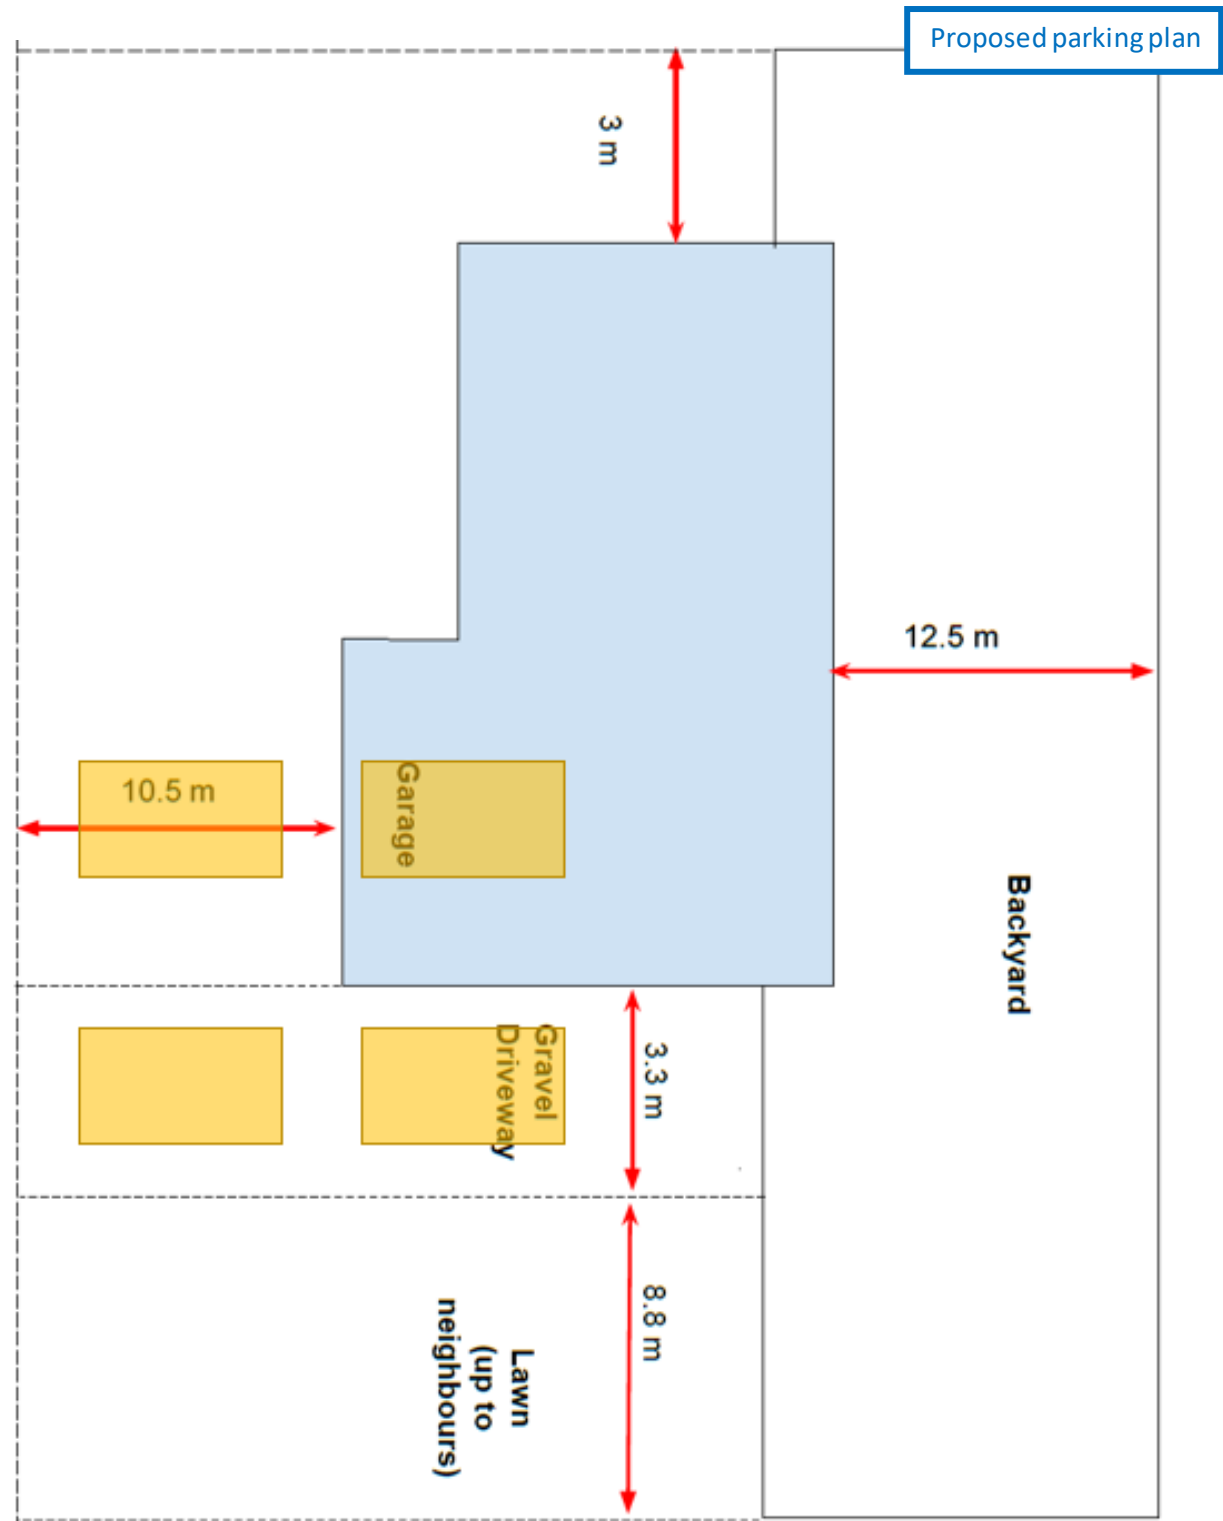 Proposed parking plan
3 m
12.5 m
10.5 m
Garage
Backyard
Gravel
Driveway
3.3 m
8.8 m
Lawn
(up to
neighbours)